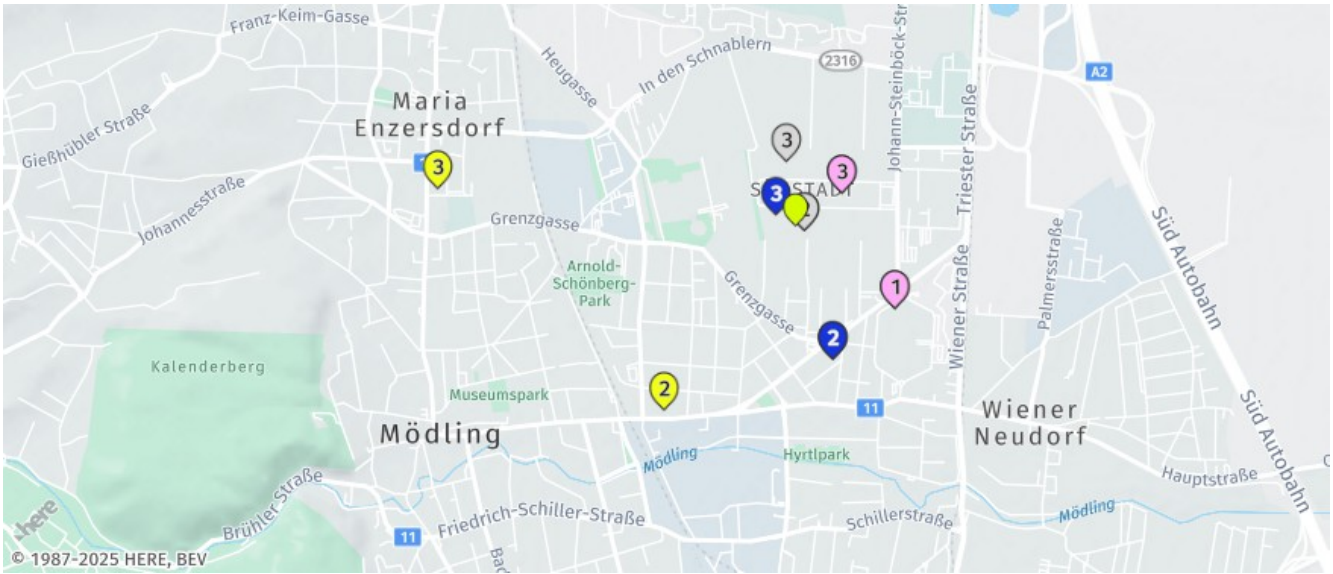 Franz-Keim-Gasse
Heugasse
In den Schnablern
2316
Johann-Steinböck-Str
A2
Maria
Enzersdorf
Gießhübler Straße
3
3
3
3
Johannesstraße
Grenzgasse
Triester Straße
Süd Autobahn
Arnold-
Schönberg-
Park
Grenzgasse
1
2
Wiener Straße
Palmersstraße
Kalenderberg
Museumspark
2
11
Wiener
Neudorf
Süd Autobahn
Mödling
Mödling
Hyrtlpark
Hauptstraße
Brühler Straße
Friedrich-Schiller-Straße
Schillerstraße
Mödling
11
here
© 1987-2025 HERE, BEV